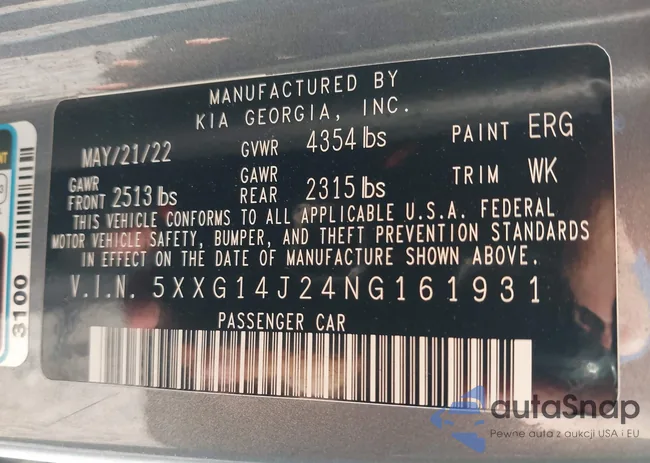 MANUFACTURED BY
KIA GEORGIA, INC.
MAY/21/22 GVWR 4354 lbs PAINT ERG
GAWR FRONT 2513 lbs GAWR REAR 2315 lbs TRIM WK
THIS VEHICLE CONFORMS TO ALL APPLICABLE U.S.A. FEDERAL
MOTOR VEHICLE SAFETY, BUMPER, AND THEFT PREVENTION STANDARDS
IN EFFECT ON THE DATE OF MANUFACTURE SHOWN ABOVE.
V.I.N. 5XXG14J24NG161931
PASSENGER CAR
3100
autaSnap
Pewne auta z aukcji USA i EU